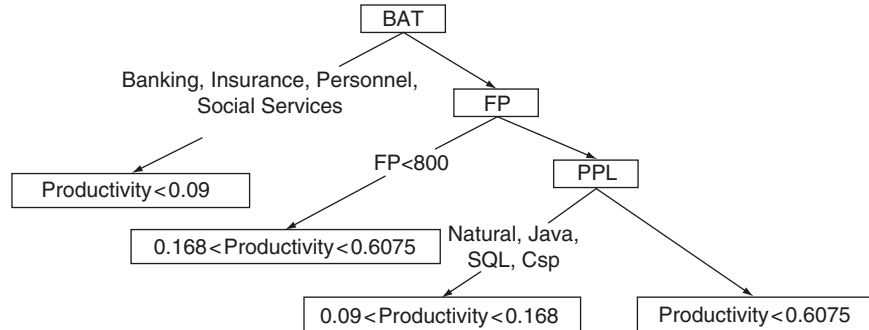 BAT
Banking, Insurance, Personnel,
Social Services
FP
FP<800
PPL
Productivity<0.09
0.168<Productivity<0.6075
Natural, Java,
SQL, Csp
0.09<Productivity<0.168
Productivity<0.6075